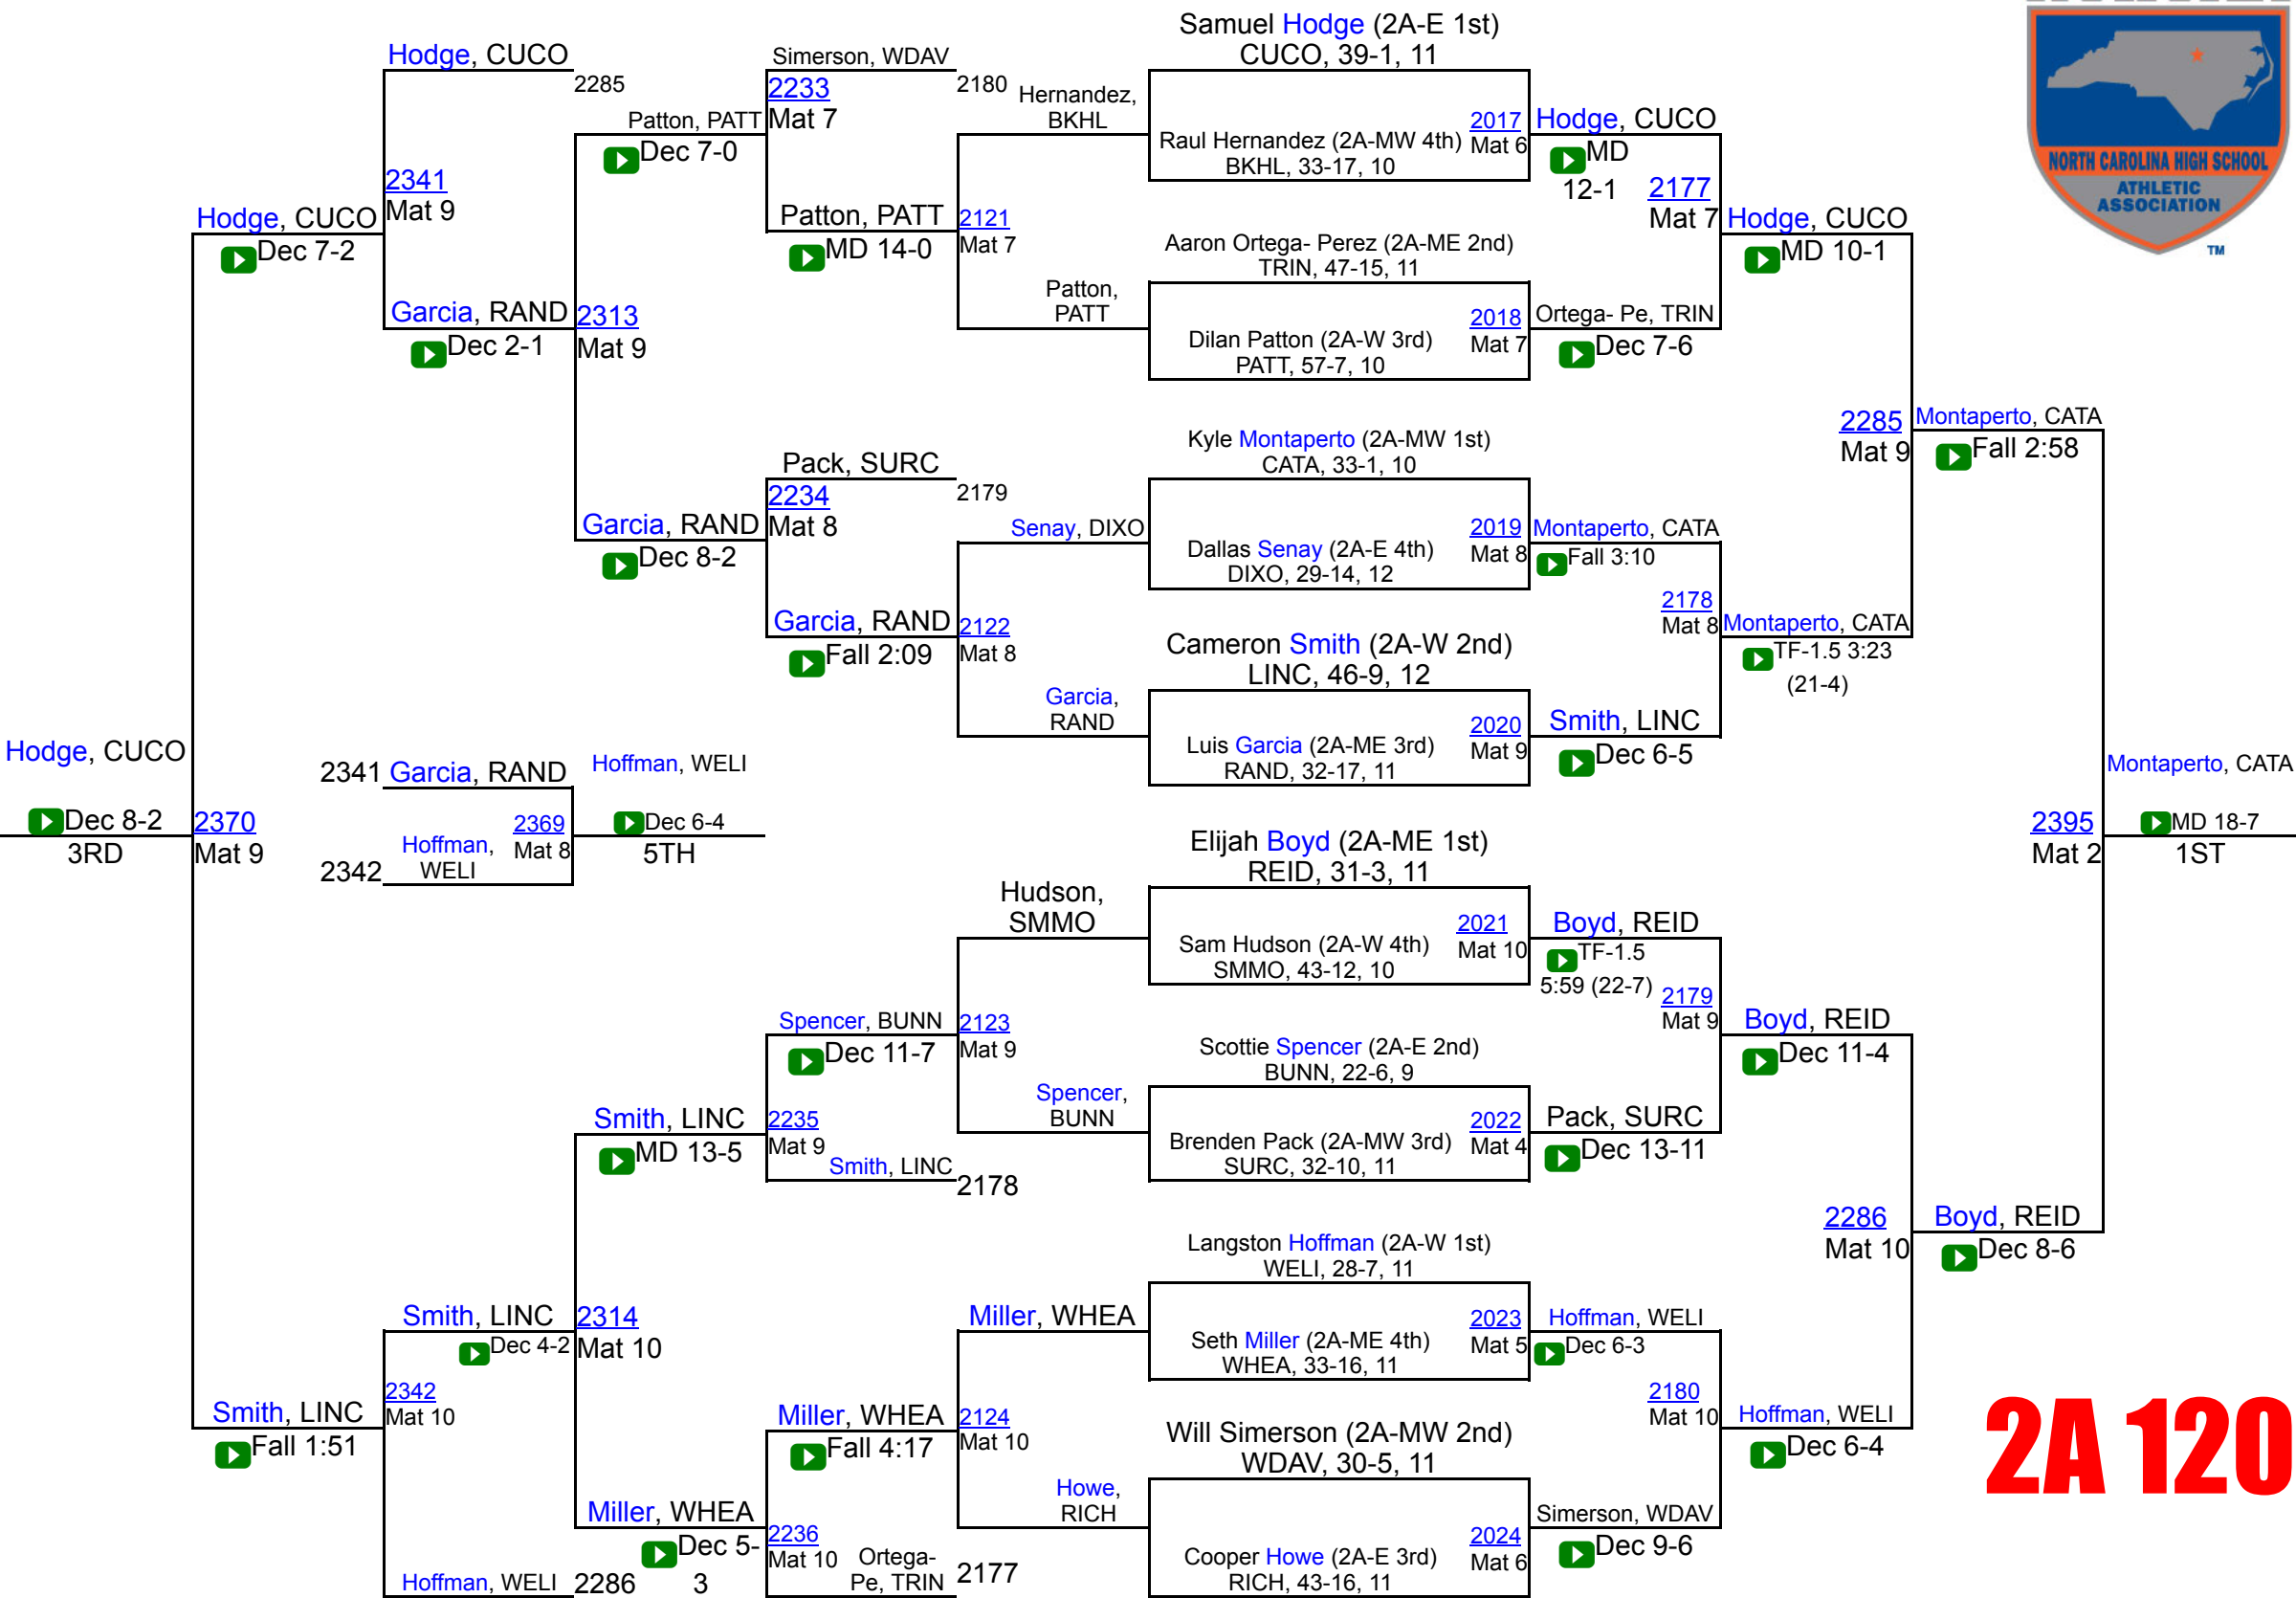 Samuel Hodge (2A-E 1st)
CUCO, 39-1, 11
Hodge, CUCO
2285
Simerson, WDAV
2180
2233
Mat 7
Patton, PATT
Dec 7-0
Hernandez,
BKHL
Raul Hernandez (2A-MW 4th)
BKHL, 33-17, 10
2017
Mat 6
Hodge, CUCO
MD
12-1
2177
Mat 7
Hodge, CUCO
MD 10-1
NORTH CAROLINA HIGH SCHOOL
ATHLETIC
ASSOCIATION
TM
2341
Mat 9
Hodge, CUCO
Dec 7-2
Patton, PATT
MD 14-0
2121
Mat 7
Aaron Ortega- Perez (2A-ME 2nd)
TRIN, 47-15, 11
Patton,
PATT
Dilan Patton (2A-W 3rd)
PATT, 57-7, 10
2018
Mat 7
Ortega- Pe, TRIN
Dec 7-6
Garcia, RAND
Dec 2-1
2313
Mat 9
2285
Mat 9
Montaperto, CATA
Fall 2:58
Kyle Montaperto (2A-MW 1st)
CATA, 33-1, 10
Pack, SURC
2179
2234
Mat 8
Garcia, RAND
Dec 8-2
Senay, DIXO
Dallas Senay (2A-E 4th)
DIXO, 29-14, 12
2019
Mat 8
Montaperto, CATA
Fall 3:10
2178
Mat 8
Montaperto, CATA
TF-1.5 3:23
(21-4)
Garcia, RAND
Fall 2:09
2122
Mat 8
Cameron Smith (2A-W 2nd)
LINC, 46-9, 12
Garcia,
RAND
Luis Garcia (2A-ME 3rd)
RAND, 32-17, 11
2020
Mat 9
Smith, LINC
Dec 6-5
Hodge, CUCO
Dec 8-2
3RD
2370
Mat 9
2341 Garcia, RAND
Hoffman,
WELI
2342
2369
Mat 8
Hoffman, WELI
Dec 6-4
5TH
Montaperto, CATA
MD 18-7
1ST
2395
Mat 2
Elijah Boyd (2A-ME 1st)
REID, 31-3, 11
Hudson,
SMMO
Sam Hudson (2A-W 4th)
SMMO, 43-12, 10
2021
Mat 10
Boyd, REID
TF-1.5
5:59 (22-7)
2179
Mat 9
Boyd, REID
Dec 11-4
Spencer, BUNN
Dec 11-7
2123
Mat 9
Scottie Spencer (2A-E 2nd)
BUNN, 22-6, 9
Spencer,
BUNN
Brenden Pack (2A-MW 3rd)
SURC, 32-10, 11
2022
Mat 4
Pack, SURC
Dec 13-11
Smith, LINC
MD 13-5
2235
Mat 9
Smith, LINC
2178
2286
Mat 10
Boyd, REID
Dec 8-6
Langston Hoffman (2A-W 1st)
WELI, 28-7, 11
Smith, LINC
Dec 4-2
2314
Mat 10
Miller, WHEA
Seth Miller (2A-ME 4th)
WHEA, 33-16, 11
2023
Mat 5
Hoffman, WELI
Dec 6-3
2180
Mat 10
Hoffman, WELI
Dec 6-4
Smith, LINC
Fall 1:51
2342
Mat 10
Miller, WHEA
Fall 4:17
2124
Mat 10
Will Simerson (2A-MW 2nd)
WDAV, 30-5, 11
Howe,
RICH
Cooper Howe (2A-E 3rd)
RICH, 43-16, 11
2024
Mat 6
Simerson, WDAV
Dec 9-6
Miller, WHEA
Dec 5-
3
2236
Mat 10
Ortega-
Pe, TRIN
2177
Hoffman, WELI
2286
2A 120